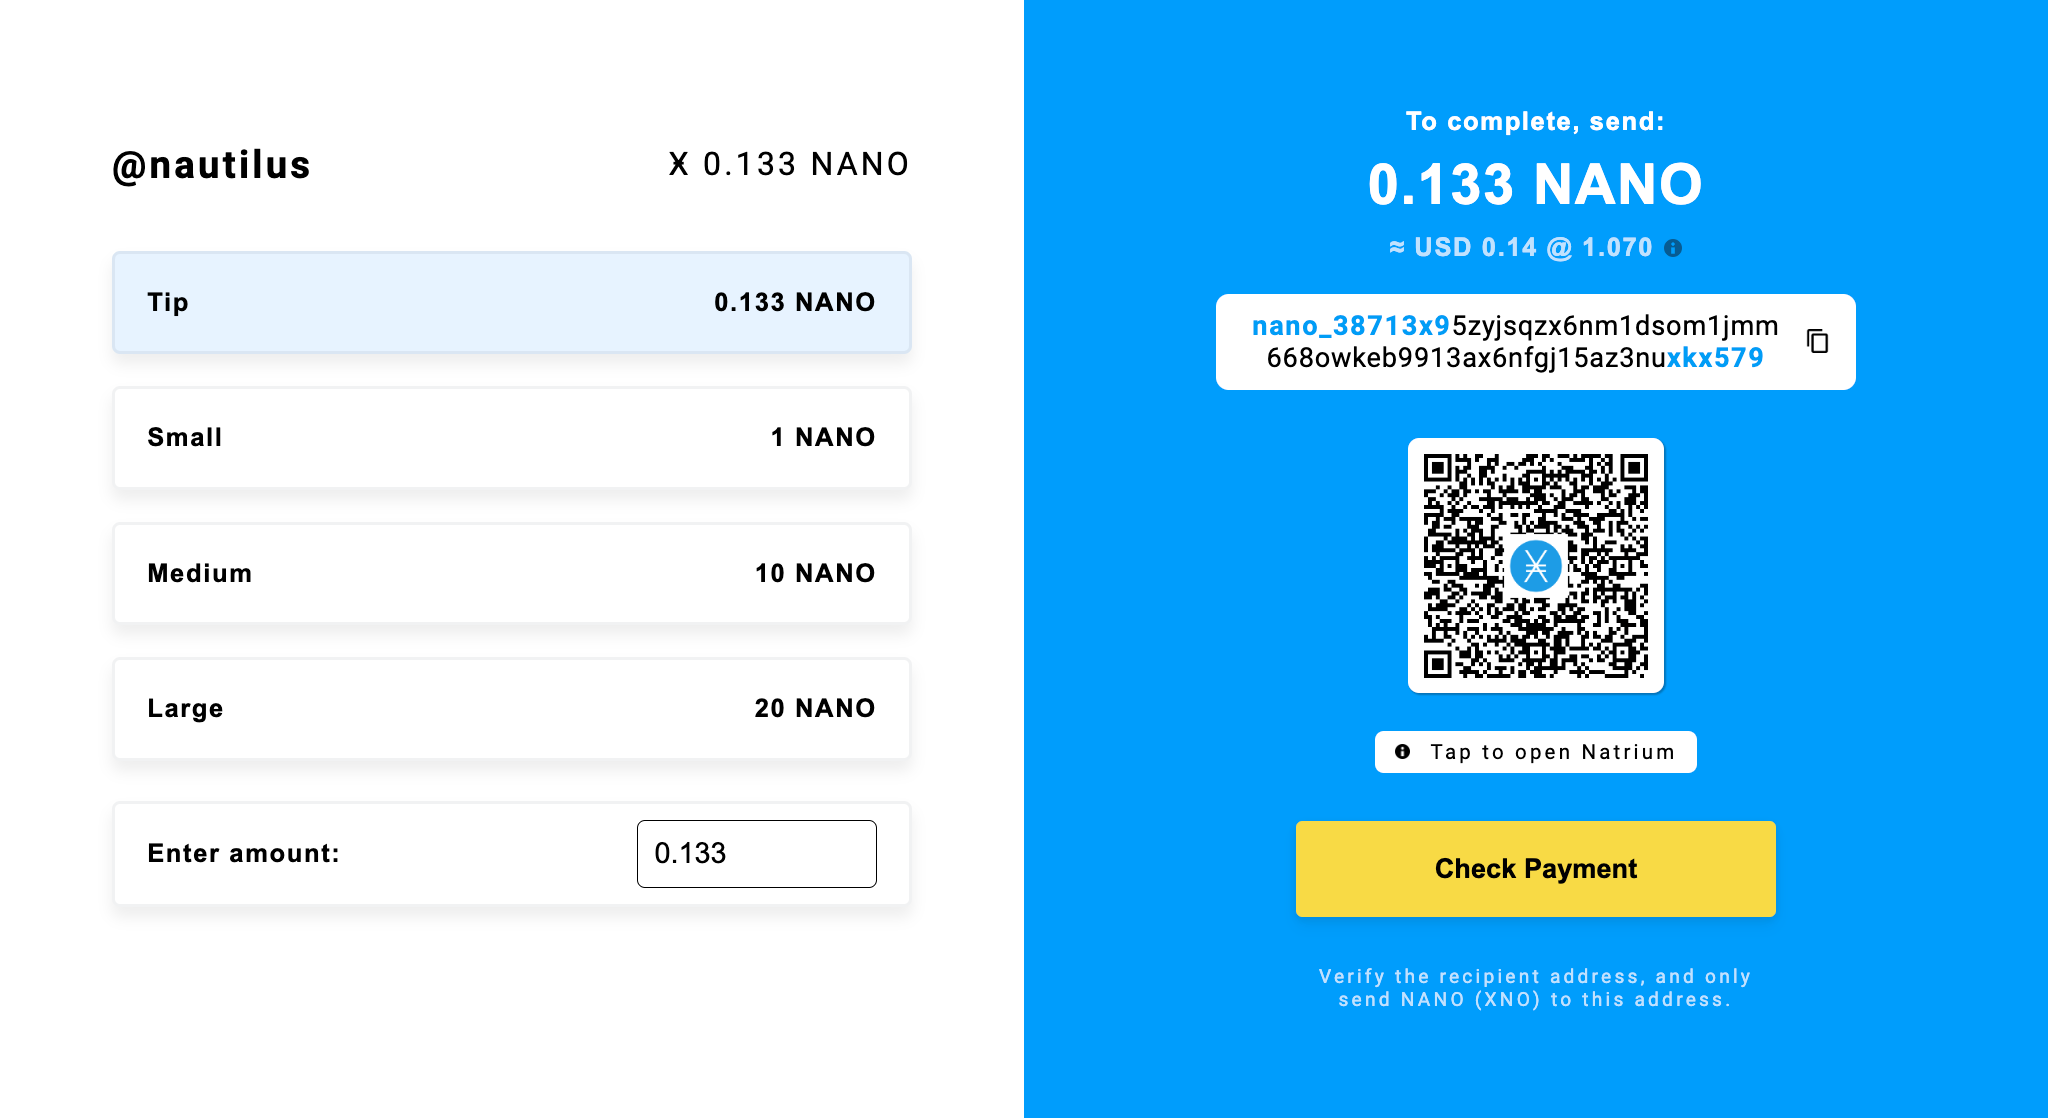 @nautilus
Ӿ 0.133 NANO
Tip
0.133 NANO
Small
1 NANO
Medium
10 NANO
Large
20 NANO
Enter amount:
0.133
To complete, send:
0.133 NANO
≈ USD 0.14 @ 1.070
nano_38713x95zyjsqzx6nm1dsom1jmm
668owkeb9913ax6nfgj15az3nuxkx579
Tap to open Natrium
Check Payment
Verify the recipient address, and only
send NANO (XNO) to this address.